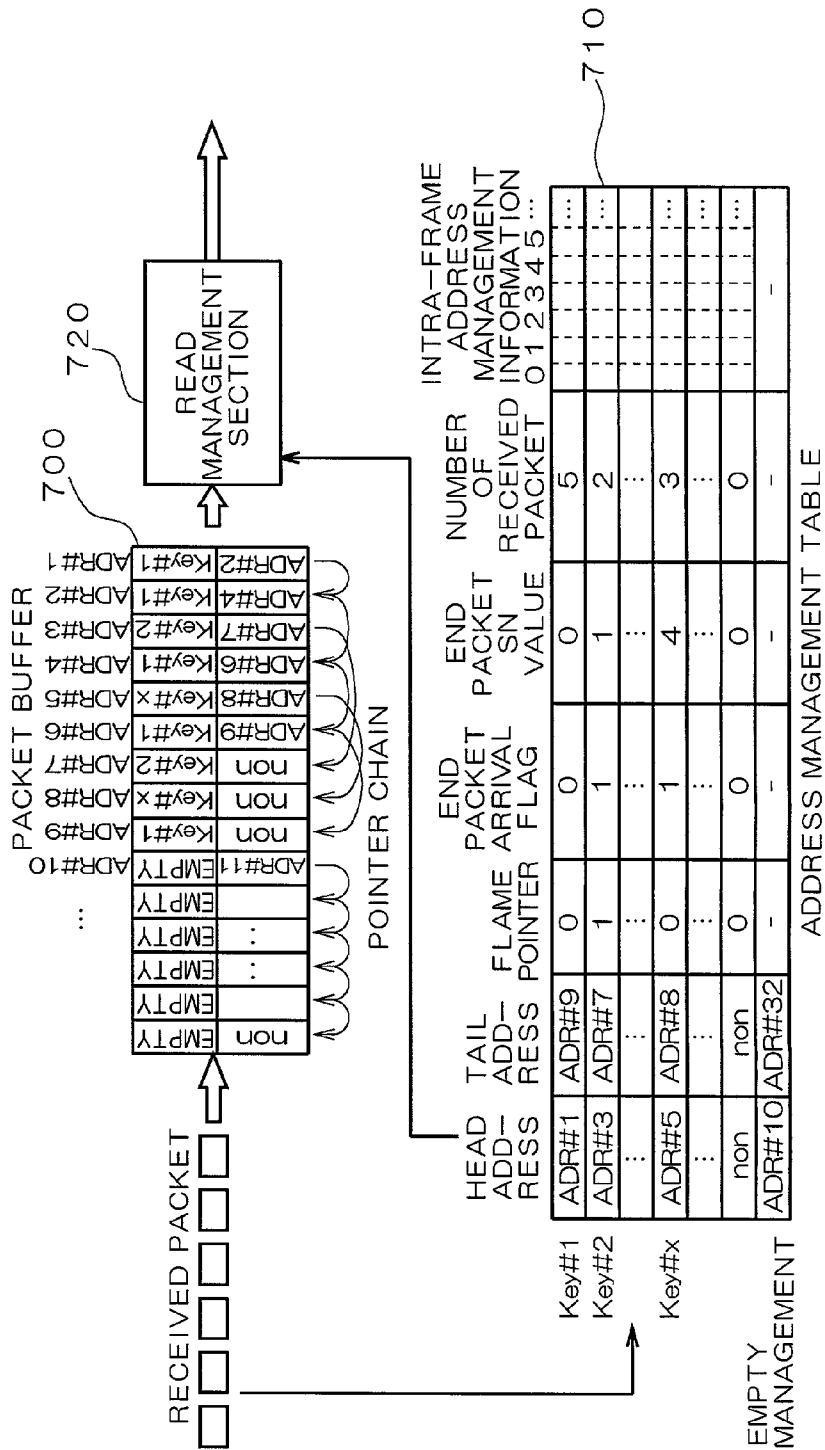 RECEIVED PACKET
PACKET BUFFER
700
720
READ
MANAGEMENT
SECTION
... ADR#10 ADR#9 ADR#8 ADR#7 ADR#6 ADR#5 ADR#4 ADR#3 ADR#2 ADR#1
EMPTY EMPTY EMPTY EMPTY EMPTY EMPTY Key#1 Key#x Key#2 Key#1 Key#x Key#1 Key#2 Key#1 Key#1
non : : ADR#11 non non non ADR#9 ADR#8 ADR#6 ADR#7 ADR#4 ADR#2
POINTER CHAIN
HEAD
ADD-
RESS
TAIL
ADD-
RESS
FLAME
POINTER
END
PACKET
ARRIVAL
FLAG
END
PACKET
SN
VALUE
NUMBER
OF
RECEIVED
PACKET
INTRA-FRAME
ADDRESS
MANAGEMENT
INFORMATION
0 1 2 3 4 5 ...
710
Key#1 ADR#1 ADR#9 0 0 0 5 ...
Key#2 ADR#3 ADR#7 1 1 1 2 ...
... ... ... ... ... ...
Key#x ADR#5 ADR#8 0 1 4 3 ...
... ... ... ... ... ... ...
non non 0 0 0 0 ...
EMPTY
MANAGEMENT
ADR#10 ADR#32 - - - - -
ADDRESS MANAGEMENT TABLE